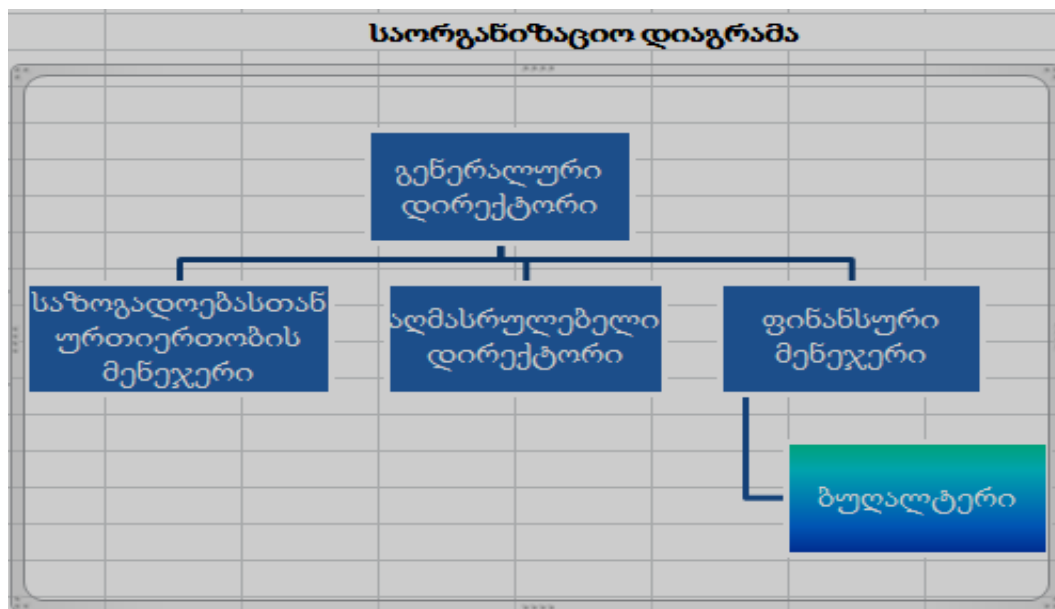 საორგანიზაციო დიაგრამა
გენერალური
დირექტორი
საზოგადოებასთან
ურთიერთობის
მენეჯერი
აღმასრულებელი
დირექტორი
ფინანსური
მენეჯერი
ბუღალტერი